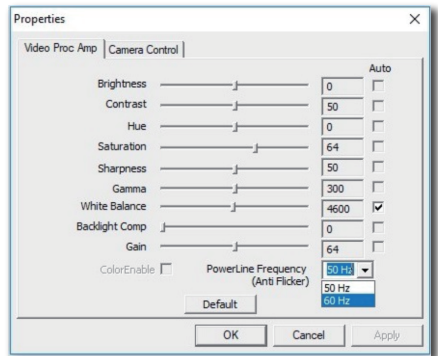 Properties
Video Proc Amp Camera Control
Auto
Brightness 0
Contrast 50
Hue 0
Saturation 64
Sharpness 50
Gamma 300
White Balance 4600
Backlight Comp 0
Gain 64
ColorEnable PowerLine Frequency 50 Hz
(Anti Flicker)
50 Hz
60 Hz
Default
OK Cancel Apply